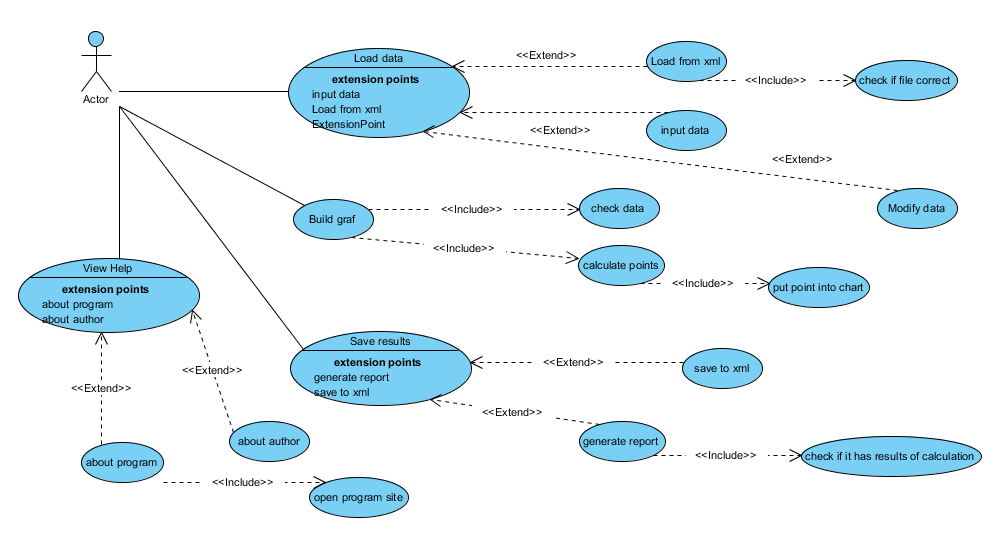 Actor
Load data
extension points
input data
Load from xml
ExtensionPoint
<<Extend>>
Load from xml
<<Include>>
check if file correct
<<Extend>>
input data
<<Extend>>
Modify data
Build graf
<<Include>>
check data
<<Include>>
calculate points
<<Include>>
put point into chart
View Help
extension points
about program
about author
<<Extend>>
<<Extend>>
about program
about author
<<Include>>
open program site
Save results
extension points
generate report
save to xml
<<Extend>>
save to xml
<<Extend>>
generate report
<<Include>>
check if it has results of calculation